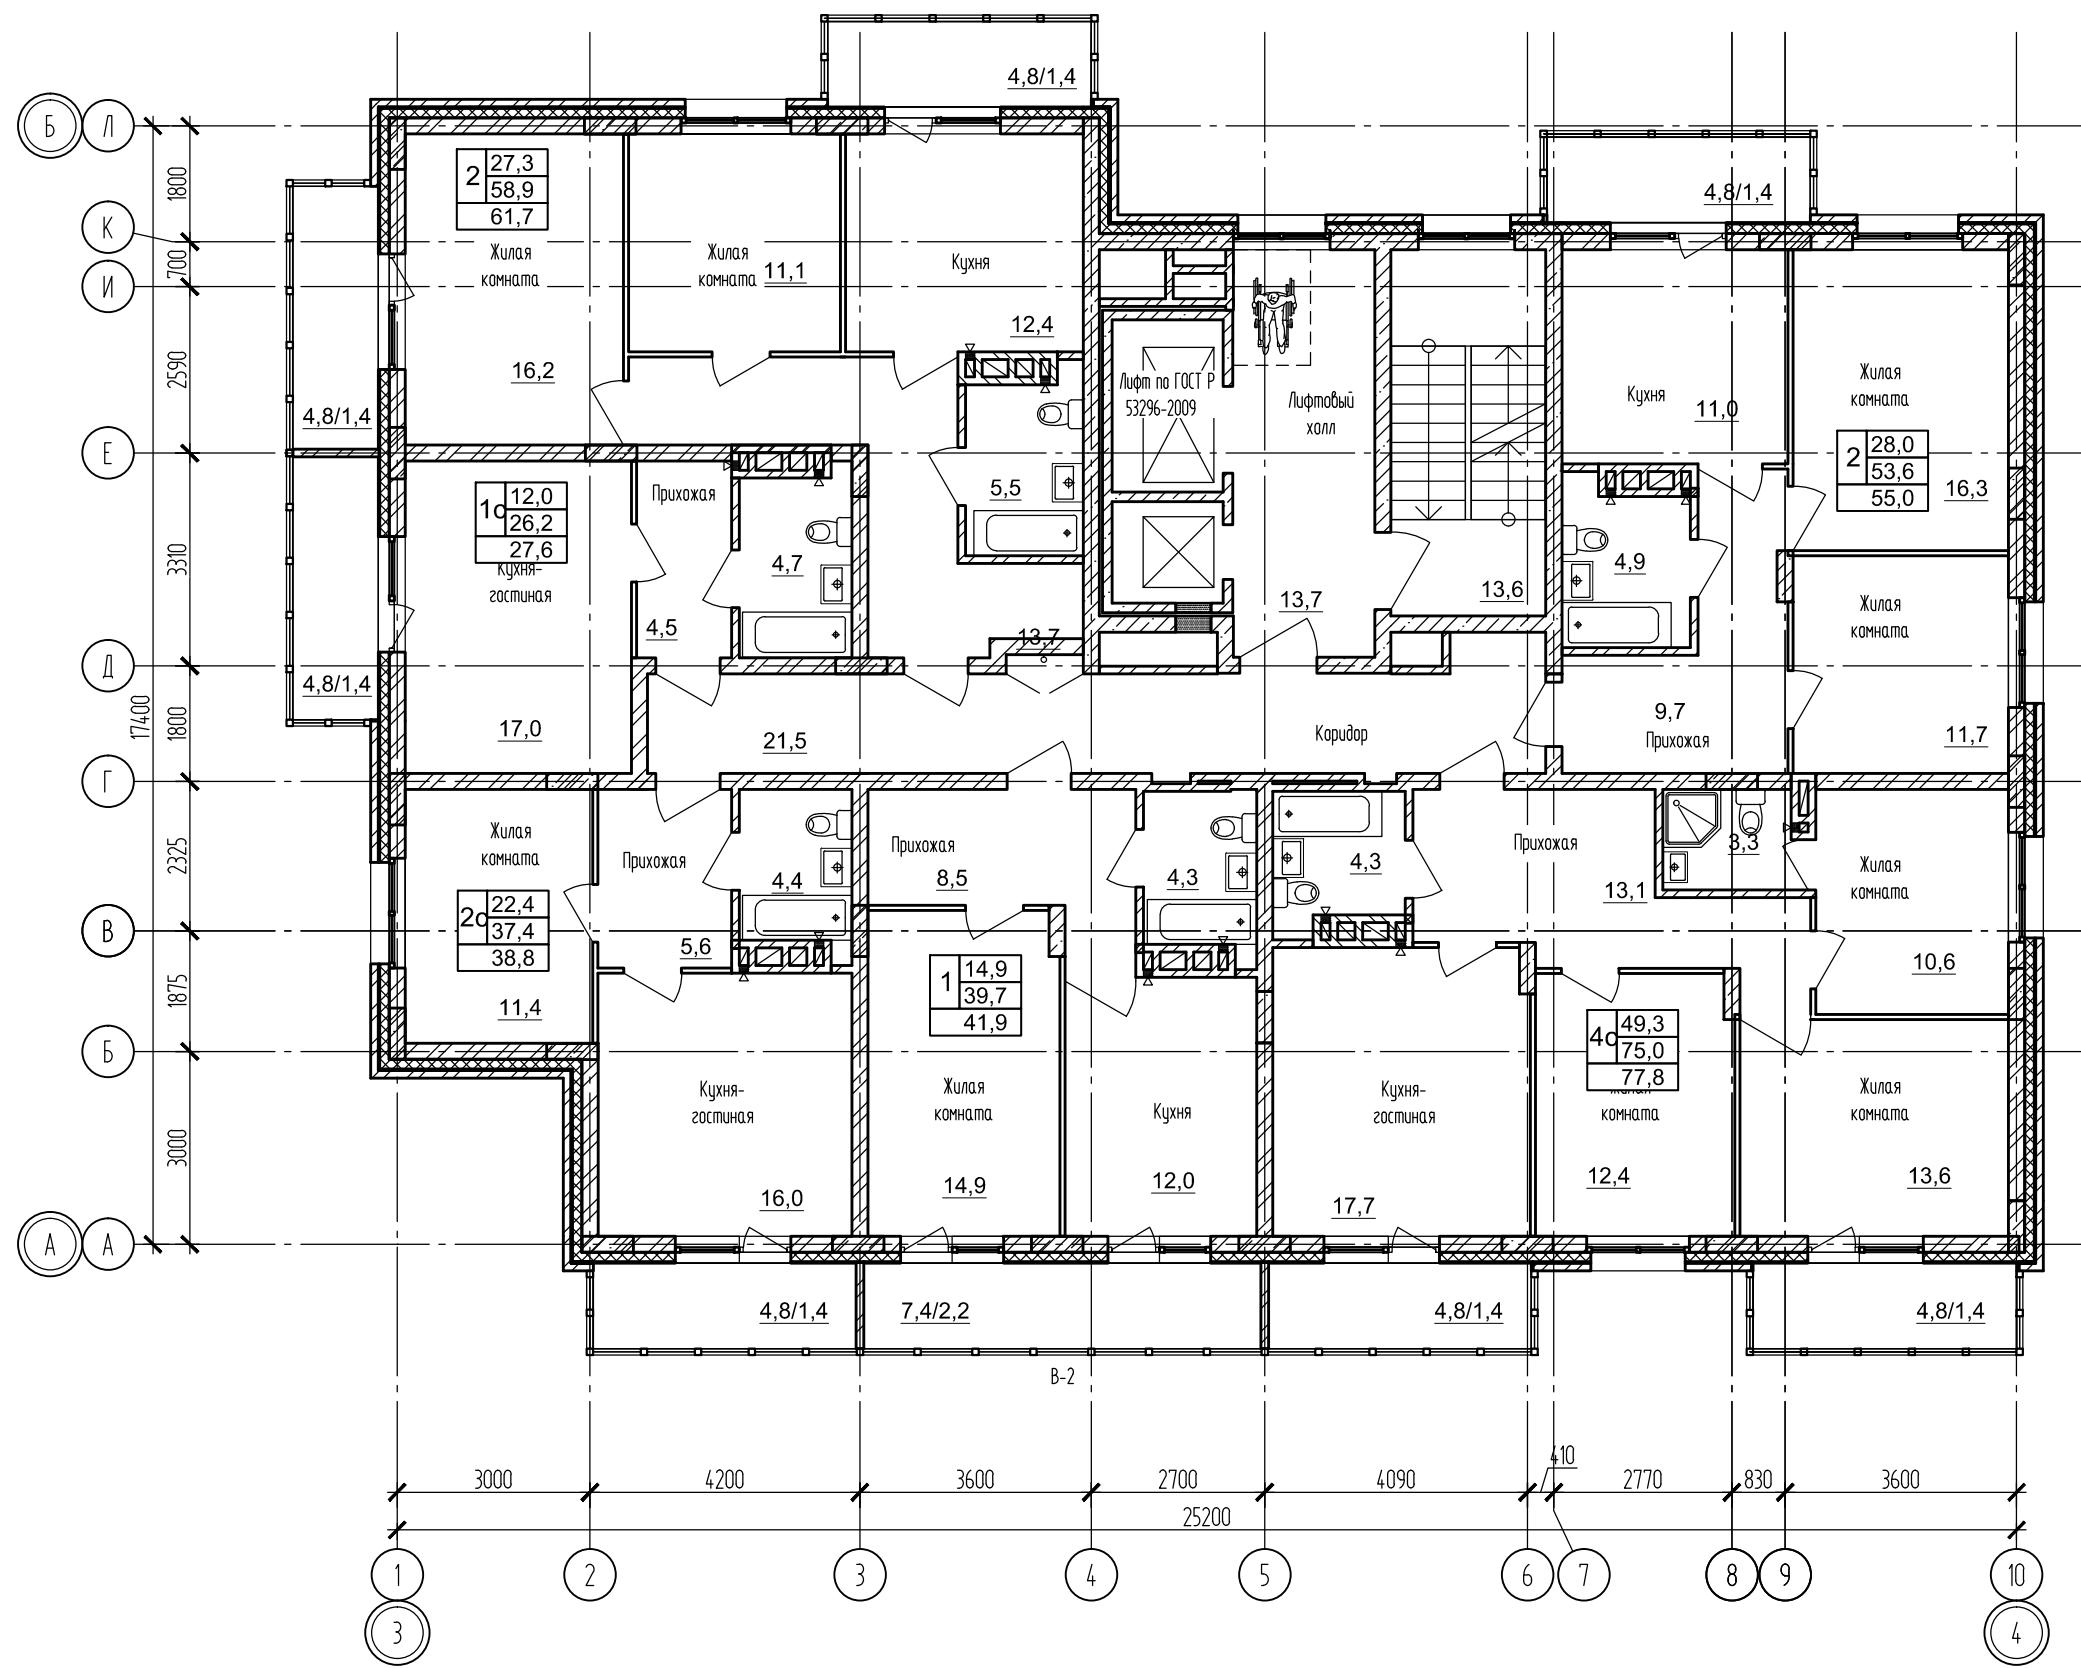 4,8/1,4
Б
Л
4,8/1,4
К
И
Е
Д
Г
В
Б
А
А
1800
700
2590
3310
1800
2325
1875
3000
17400
2
27,3
58,9
61,7
Жилая
комната
16,2
Жилая
комната
11,1
Кухня
12,4
4,8/1,4
5,5
Лифт по ГОСТ Р
53296-2009
Лифтовый
холл
13,7
13,6
Кухня
11,0
Жилая
комната
2
28,0
53,6
55,0
16,3
1с
12,0
26,2
27,6
Кухня-
гостиная
Прихожая
4,7
4,5
13,7
4,9
Жилая
комната
4,8/1,4
17,0
21,5
Коридор
9,7
Прихожая
11,7
Жилая
комната
Прихожая
4,4
Прихожая
8,5
4,3
4,3
Прихожая
13,1
3,3
Жилая
комната
2с
22,4
37,4
38,8
5,6
11,4
1
14,9
39,7
41,9
10,6
4с
49,3
75,0
77,8
Кухня-
гостиная
Жилая
комната
Кухня
Кухня-
гостиная
Жилая
комната
Жилая
комната
16,0
14,9
12,0
17,7
12,4
13,6
4,8/1,4
7,4/2,2
4,8/1,4
4,8/1,4
В-2
3000
4200
3600
2700
4090
410
2770
830
3600
25200
1
2
3
4
5
6
7
8
9
10
3
4